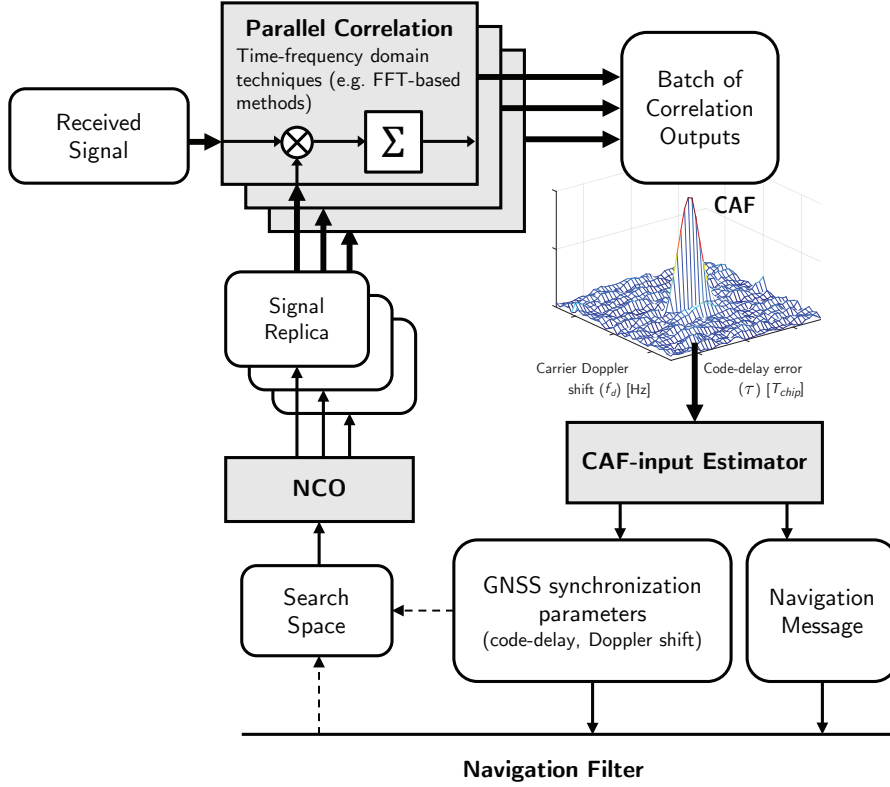 Parallel Correlation
Time-frequency domain
techniques (e.g. FFT-based
methods)
Σ
Received
Signal
Batch of
Correlation
Outputs
CAF
Signal
Replica
Carrier Doppler
shift (f_d) [Hz]
Code-delay error
(τ) [T_chip]
NCO
CAF-input Estimator
Search
Space
GNSS synchronization
parameters
(code-delay, Doppler shift)
Navigation
Message
Navigation Filter